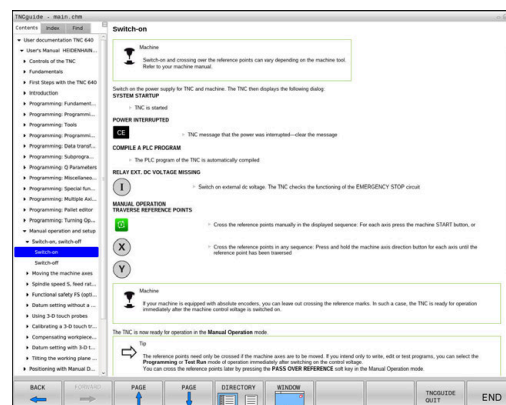 TNCguide - main.chm
Contents Index Find
User documentation TNC 640
User's Manual HEIDENHAIN...
Controls of the TNC
Fundamentals
First Steps with the TNC 640
Introduction
Programming: Fundament...
Programming: Programmi...
Programming: Tools
Programming: Programmi...
Programming: Data transf...
Programming: Subprogra...
Programming: Q Parameters
Programming: Miscellaneo...
Programming: Special fun...
Programming: Multiple Axi...
Programming: Pallet editor
Programming: Turning Op...
Manual operation and setup
Switch-on, switch-off
Switch-on
Switch-off
Moving the machine axes
Spindle speed S, feed rat...
Functional safety FS (opti...
Datum setting without a ...
Using 3-D touch probes
Calibrating a 3-D touch tr...
Compensating workpiece...
Datum setting with 3-D t...
Tilting the working plane ...
Positioning with Manual D...
Switch-on
Machine
Switch-on and crossing over the reference points can vary depending on the machine tool.
Refer to your machine manual.
Switch on the power supply for TNC and machine. The TNC then displays the following dialog:
SYSTEM STARTUP
TNC is started
POWER INTERRUPTED
CE
TNC message that the power was interrupted—clear the message
COMPILE A PLC PROGRAM
The PLC program of the TNC is automatically compiled
RELAY EXT. DC VOLTAGE MISSING
I
Switch on external dc voltage. The TNC checks the functioning of the EMERGENCY STOP circuit
MANUAL OPERATION
TRAVERSE REFERENCE POINTS
Cross the reference points manually in the displayed sequence: For each axis press the machine START button, or
X
Cross the reference points in any sequence: Press and hold the machine axis direction button for each axis until the
reference point has been traversed
Y
Machine
If your machine is equipped with absolute encoders, you can leave out crossing the reference marks. In such a case, the TNC is ready for operation
immediately after the machine control voltage is switched on.
The TNC is now ready for operation in the Manual Operation mode.
Tip
The reference points need only be crossed if the machine axes are to be moved. If you intend only to write, edit or test programs, you can select the
Programming or Test Run mode of operation immediately after switching on the control voltage.
You can cross the reference points later by pressing the PASS OVER REFERENCE soft key in the Manual Operation mode.
BACK FORWARD PAGE PAGE DIRECTORY WINDOW TNCGUIDE QUIT END